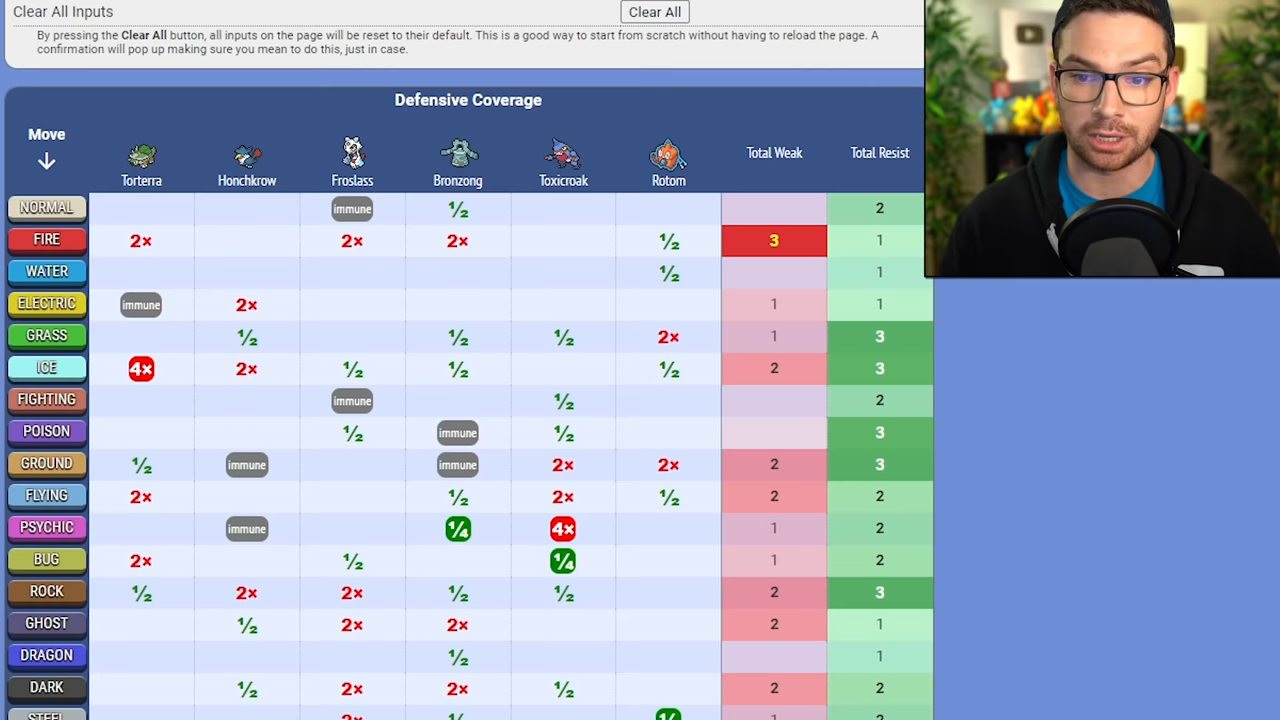 Clear All Inputs
Clear All
By pressing the Clear All button, all inputs on the page will be reset to their default. This is a good way to start from scratch without having to reload the page. A
confirmation will pop up making sure you mean to do this, just in case.
Defensive Coverage
Move
Torterra Honchkrow Froslass Bronzong Toxicroak Rotom Total Weak Total Resist
NORMAL immune ½ 2
FIRE 2× 2× 2× ½ 3 1
WATER ½ 1
ELECTRIC immune 2× 1 1
GRASS ½ ½ ½ 2× 1 3
ICE 4× 2× ½ ½ ½ 2 3
FIGHTING immune ½ 2
POISON ½ immune ½ 3
GROUND ½ immune immune 2× 2× 2 3
FLYING 2× ½ 2× ½ 2 2
PSYCHIC immune ¼ 4× 1 2
BUG 2× ½ ¼ 1 2
ROCK ½ 2× 2× ½ ½ 2 3
GHOST ½ 2× 2× 2 1
DRAGON ½ 1
DARK ½ 2× 2× ½ 2 2
STEEL 2× ½ ¼ 1 2